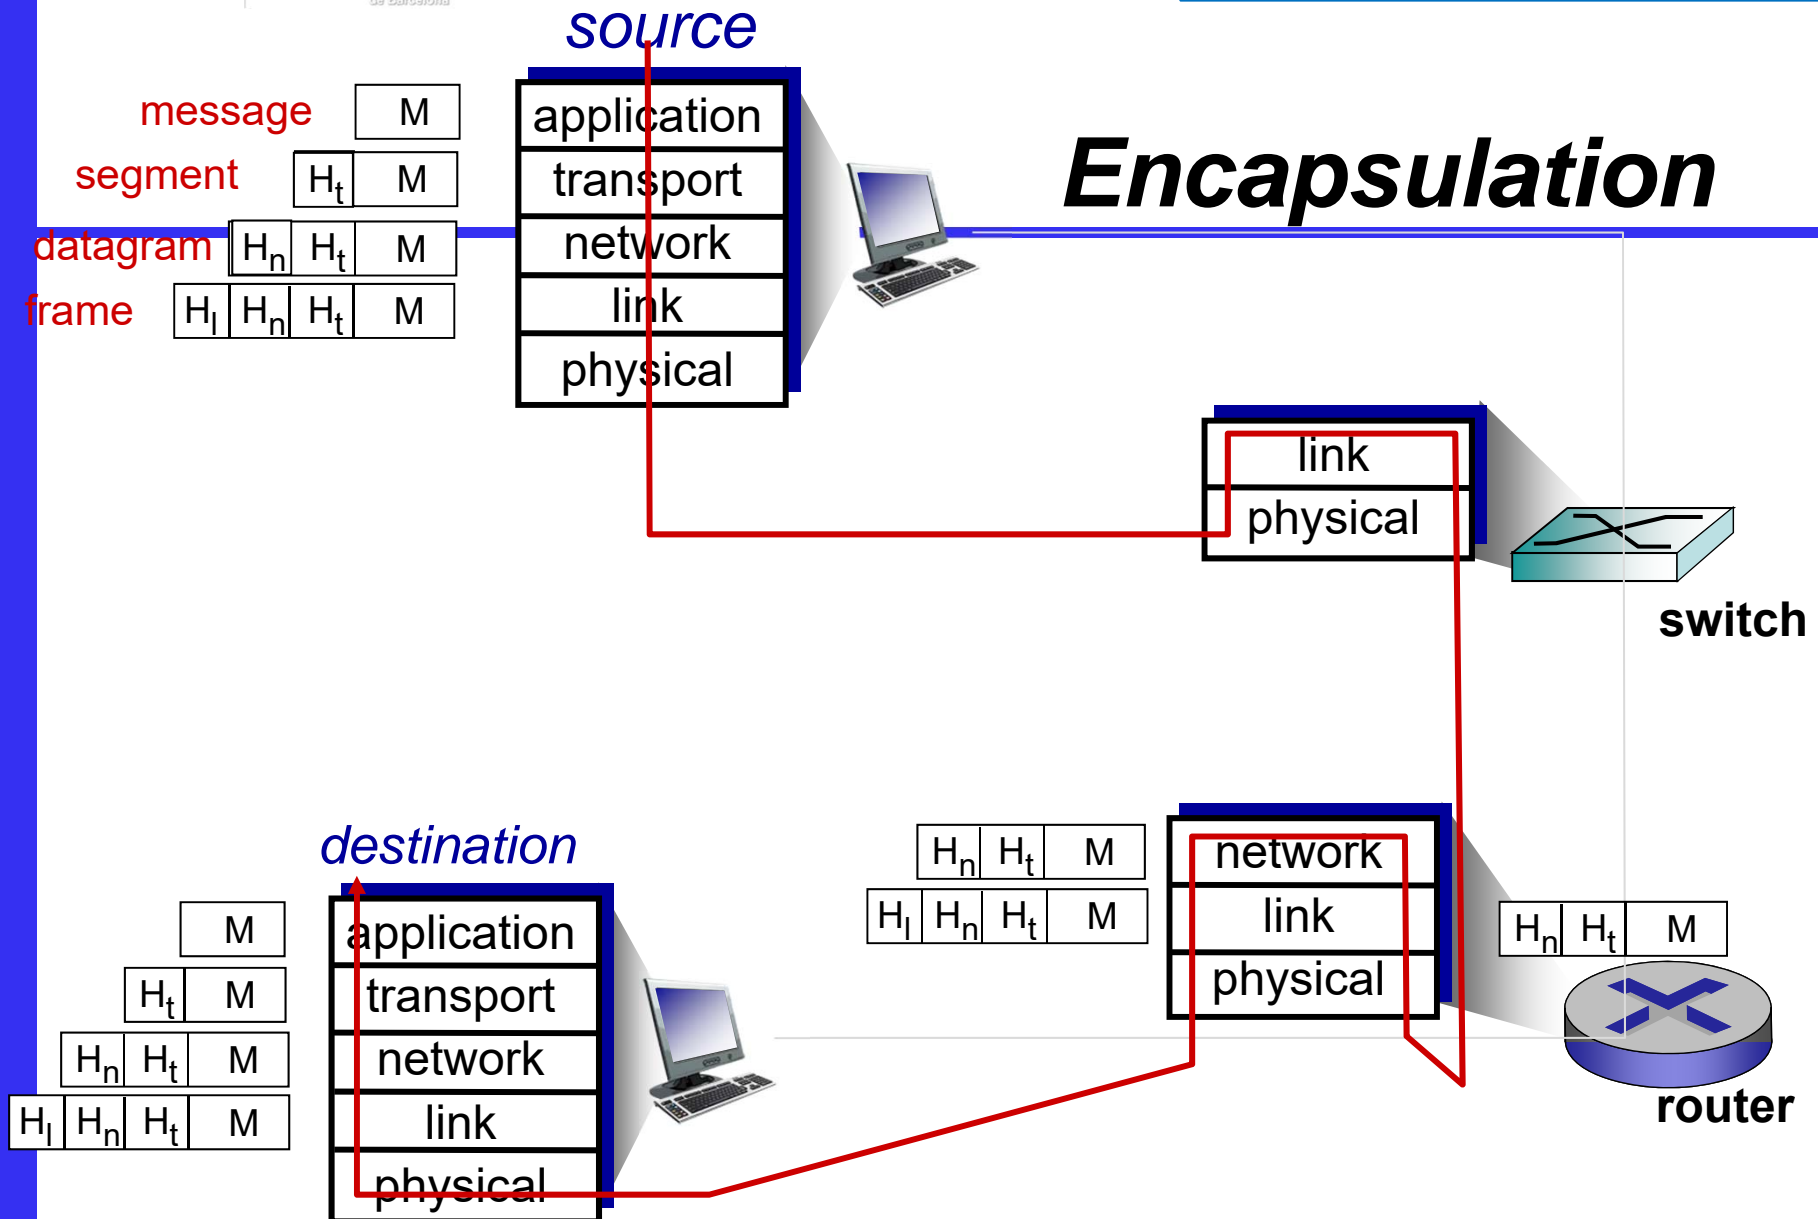 de Barcelona
source
message M
segment Ht M
datagram Hn Ht M
frame Hl Hn Ht M
application
transport
network
link
physical
Encapsulation
link
physical
switch
destination
M
Ht M
Hn Ht M
Hl Hn Ht M
application
transport
network
link
physical
Hn Ht M
Hl Hn Ht M
network
link
physical
Hn Ht M
router